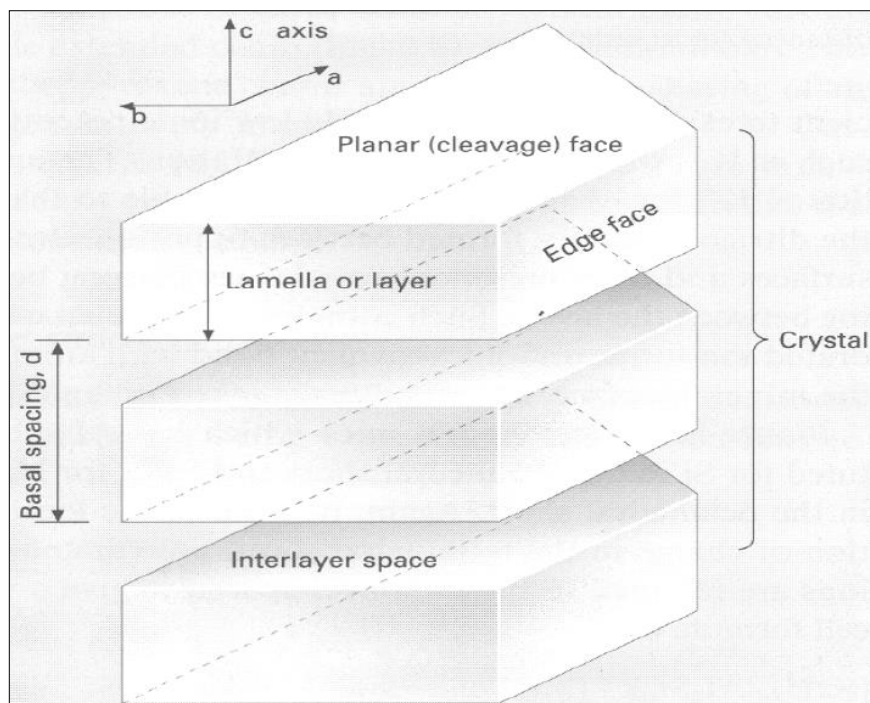 c axis
a
b
Planar (cleavage) face
Edge face
Lamella or layer
Crystal
Basal spacing, d
Interlayer space